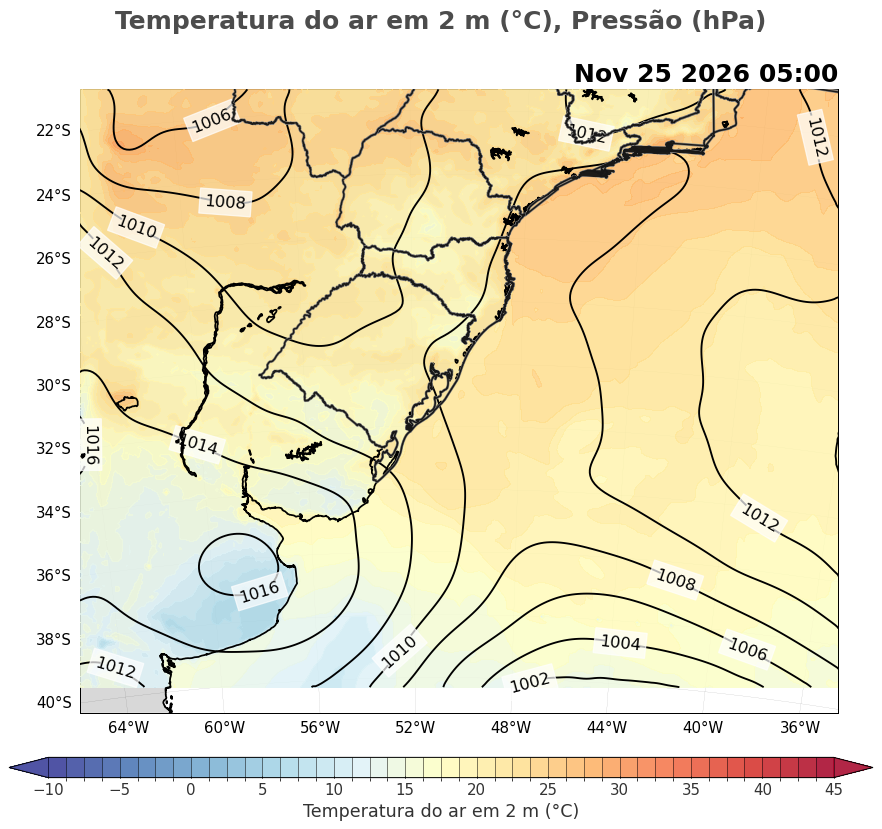 Temperatura do ar em 2 m (°C), Pressão (hPa)
Nov 25 2026 05:00
1006
1012
1012
22°S
24°S
1008
1010
26°S
1012
28°S
30°S
32°S
1016
1014
34°S
1012
36°S
1016
1008
38°S
1004
1006
1010
1012
1002
40°S
64°W 60°W 56°W 52°W 48°W 44°W 40°W 36°W
−10 −5 0 5 10 15 20 25 30 35 40 45
Temperatura do ar em 2 m (°C)